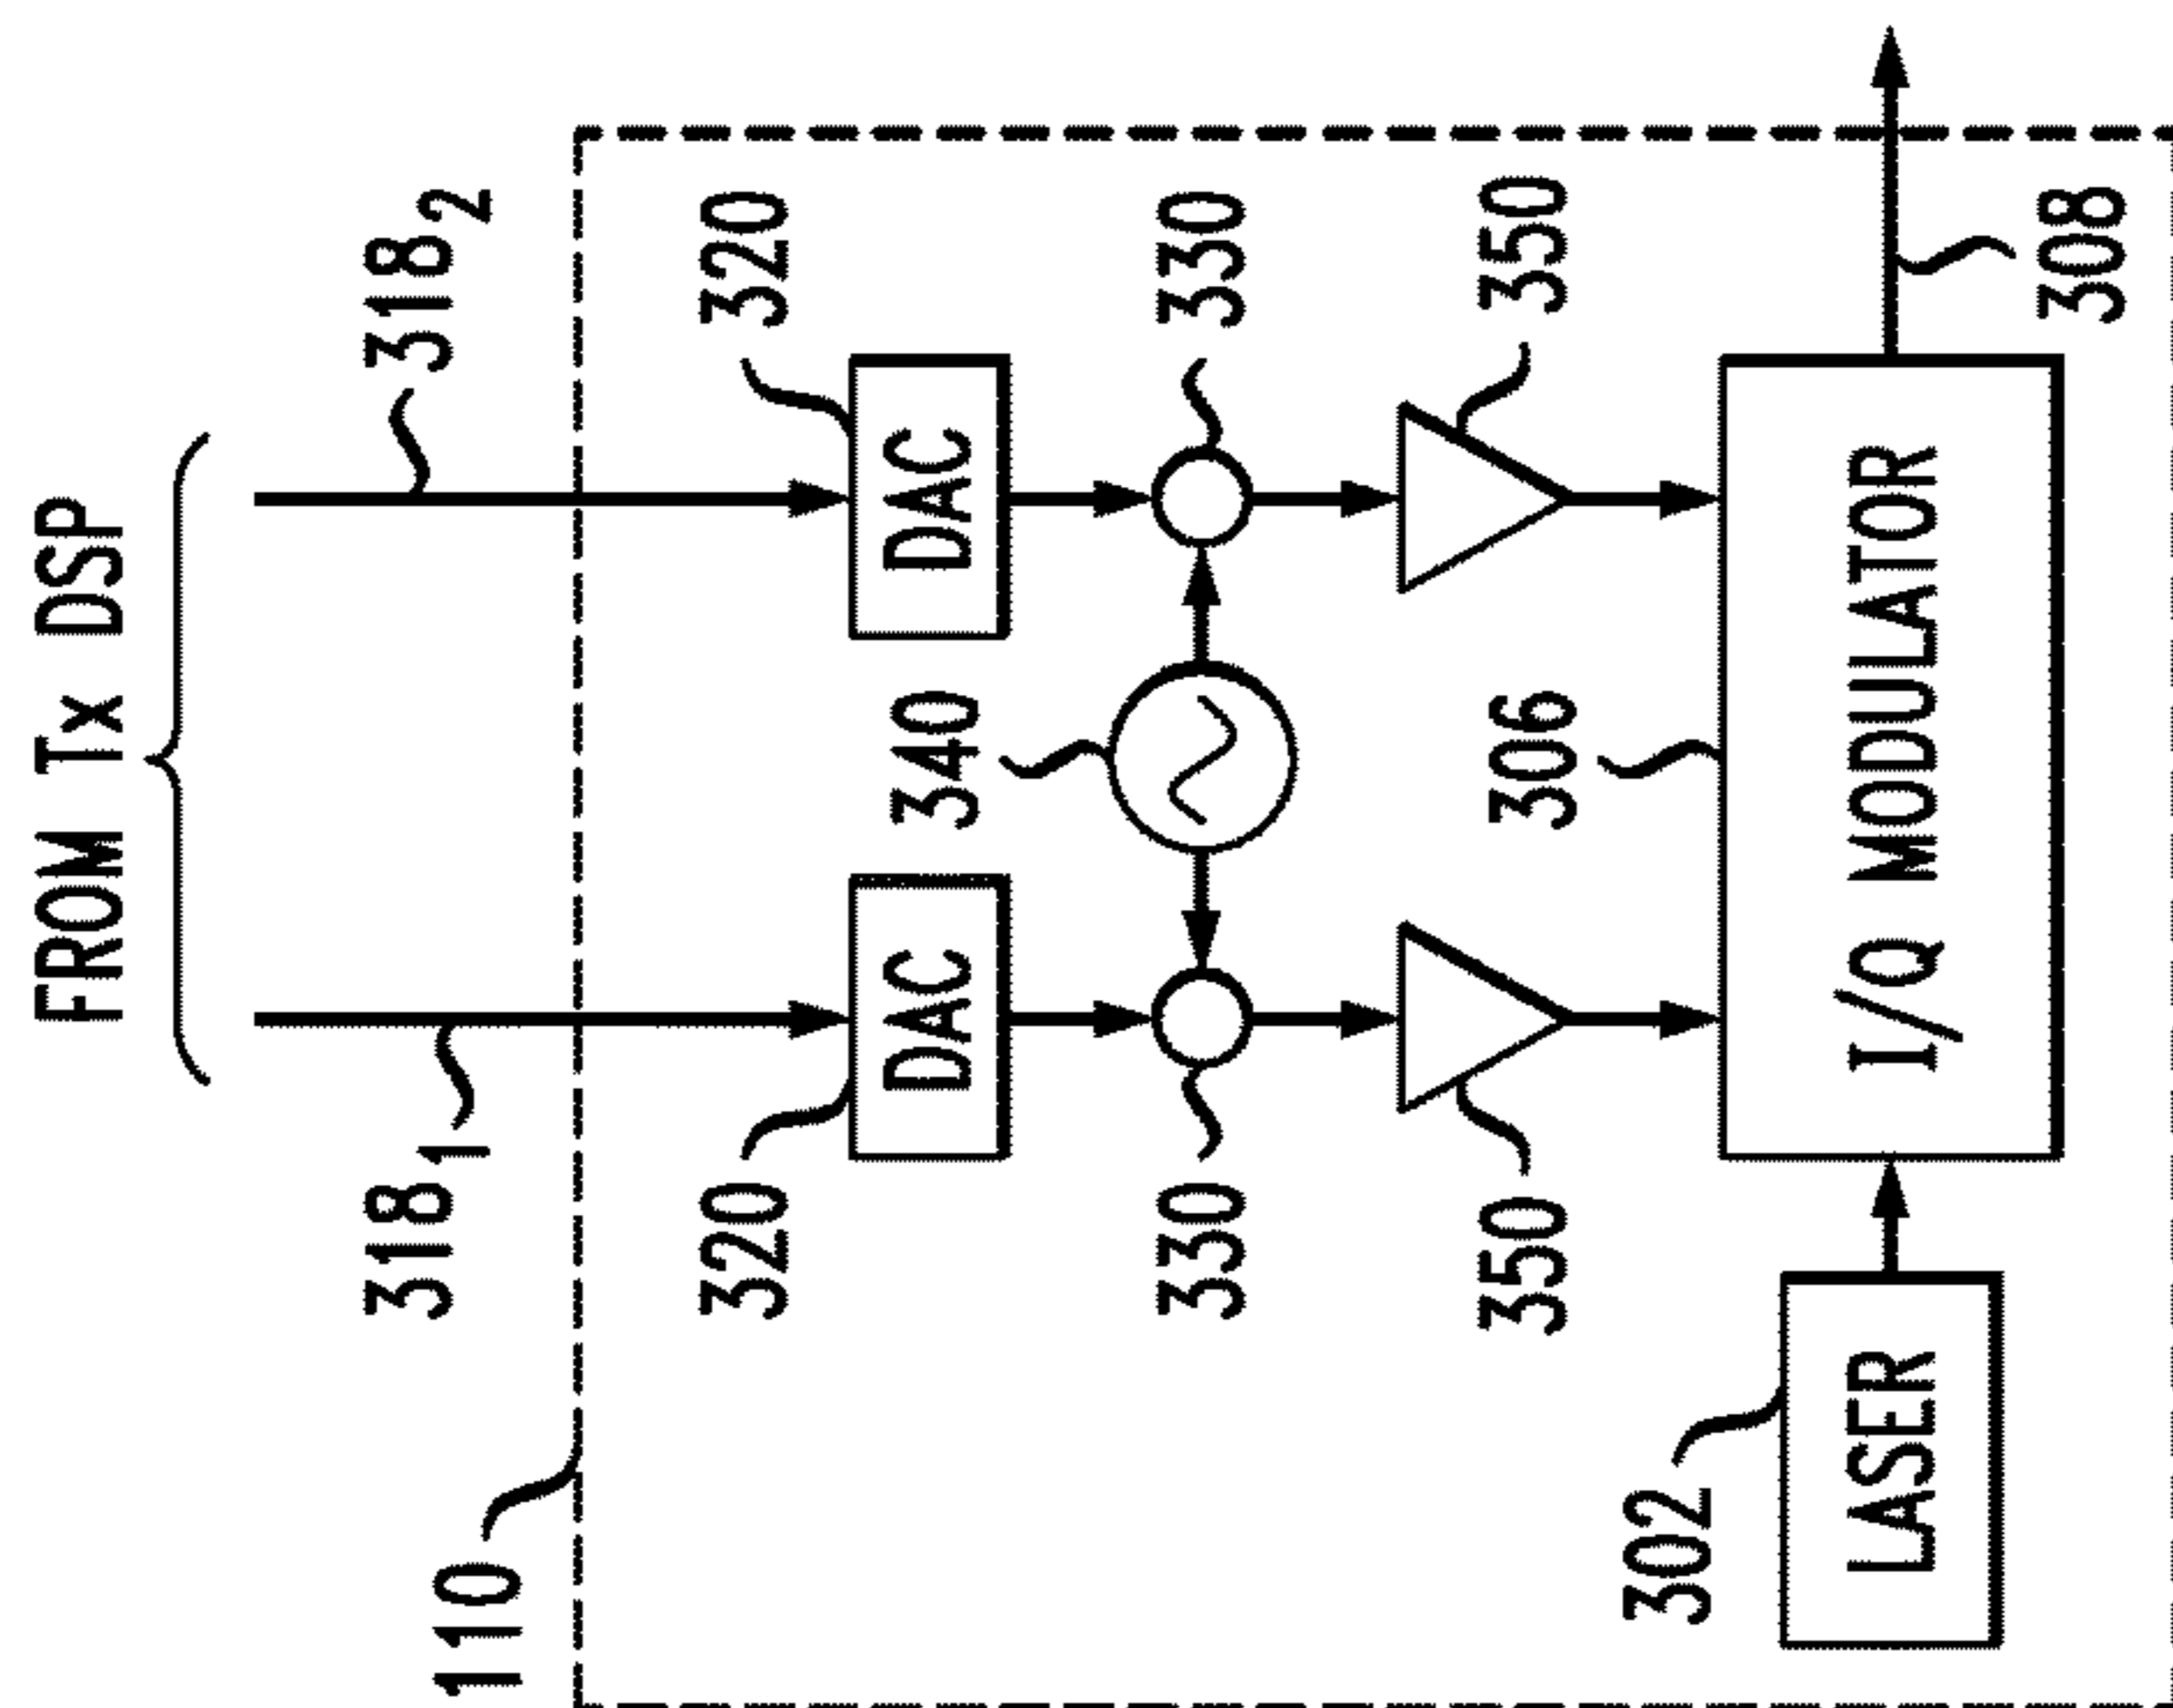 FROM Tx DSP
318₁
318₂
110
320
DAC
DAC
320
340
330
330
350
306
350
302
LASER
I/Q MODULATOR
308